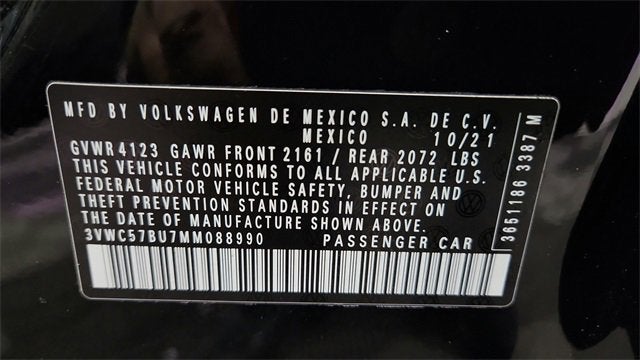 MFD BY VOLKSWAGEN DE MEXICO S.A. DE C.V.
MEXICO 10/21
GVWR 4123 GAWR FRONT 2161 / REAR 2072 LBS
THIS VEHICLE CONFORMS TO ALL APPLICABLE U.S.
FEDERAL MOTOR VEHICLE SAFETY, BUMPER AND
THEFT PREVENTION STANDARDS IN EFFECT ON
THE DATE OF MANUFACTURE SHOWN ABOVE.
3VWC57BU7MM088990 PASSENGER CAR
3651186 3387 M